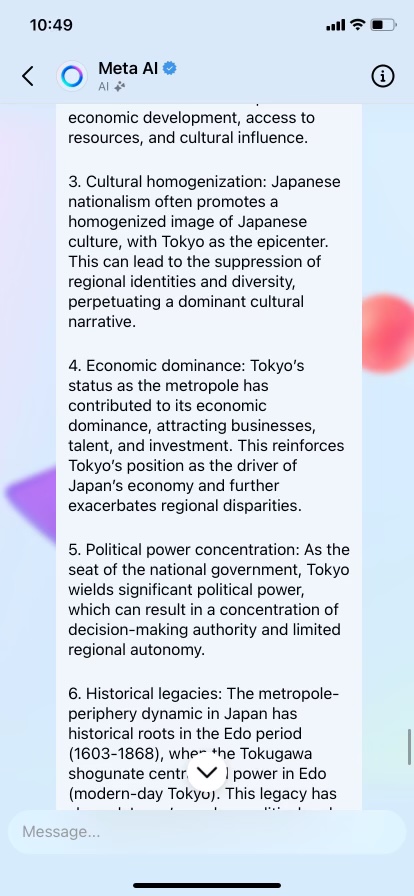 10:49
Meta AI
AI
economic development, access to
resources, and cultural influence.
3. Cultural homogenization: Japanese
nationalism often promotes a
homogenized image of Japanese
culture, with Tokyo as the epicenter.
This can lead to the suppression of
regional identities and diversity,
perpetuating a dominant cultural
narrative.
4. Economic dominance: Tokyo's
status as the metropole has
contributed to its economic
dominance, attracting businesses,
talent, and investment. This reinforces
Tokyo's position as the driver of
Japan's economy and further
exacerbates regional disparities.
5. Political power concentration: As the
seat of the national government, Tokyo
wields significant political power,
which can result in a concentration of
decision-making authority and limited
regional autonomy.
6. Historical legacies: The metropole-
periphery dynamic in Japan has
historical roots in the Edo period
(1603-1868), when the Tokugawa
shogunate power in Edo
(modern-day Tokyo). This legacy has
Message...